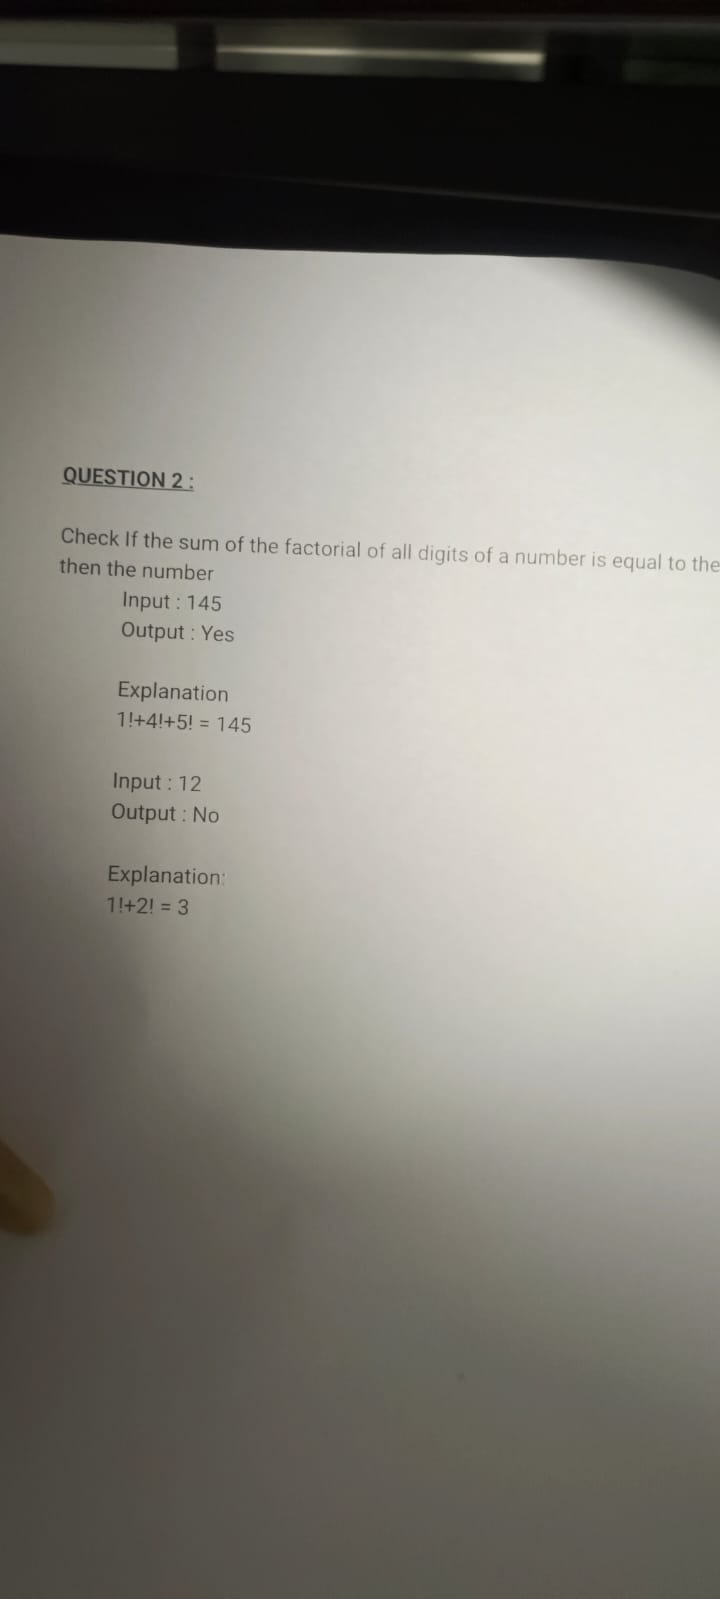 QUESTION 2 :
Check If the sum of the factorial of all digits of a number is equal to the
then the number
Input : 145
Output : Yes
Explanation
1!+4!+5! = 145
Input : 12
Output : No
Explanation:
1!+2! = 3